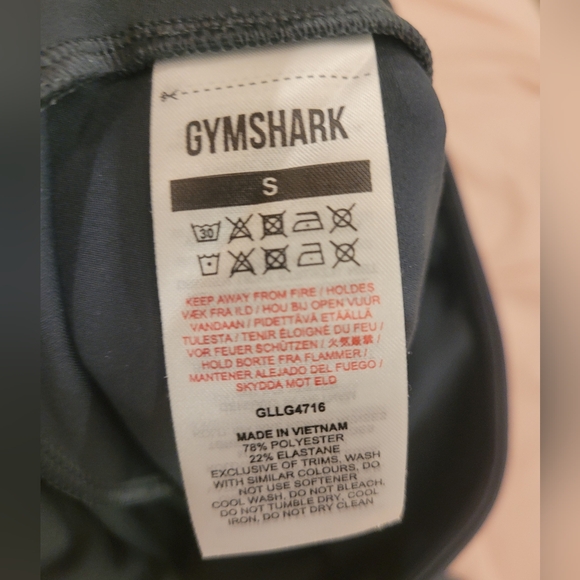 GYMSHARK
S
30
KEEP AWAY FROM FIRE / HOLDES
VÆK FRA ILD / HOU BIJ OPEN VUUR
VANDAAN / PIDETTÄVÄ ETÄÄLLÄ
TULESTA / TENIR ÉLOIGNÉ DU FEU /
VOR FEUER SCHÜTZEN / 火気厳禁 /
HOLD BORTE FRA FLAMMER /
MANTENER ALEJADO DEL FUEGO /
SKYDDA MOT ELD
GLLG4716
MADE IN VIETNAM
78% POLYESTER
22% ELASTANE
EXCLUSIVE OF TRIMS, WASH
WITH SIMILAR COLOURS, DO
NOT USE SOFTENER
COOL WASH, DO NOT BLEACH,
DO NOT TUMBLE DRY, COOL
IRON, DO NOT DRY CLEAN